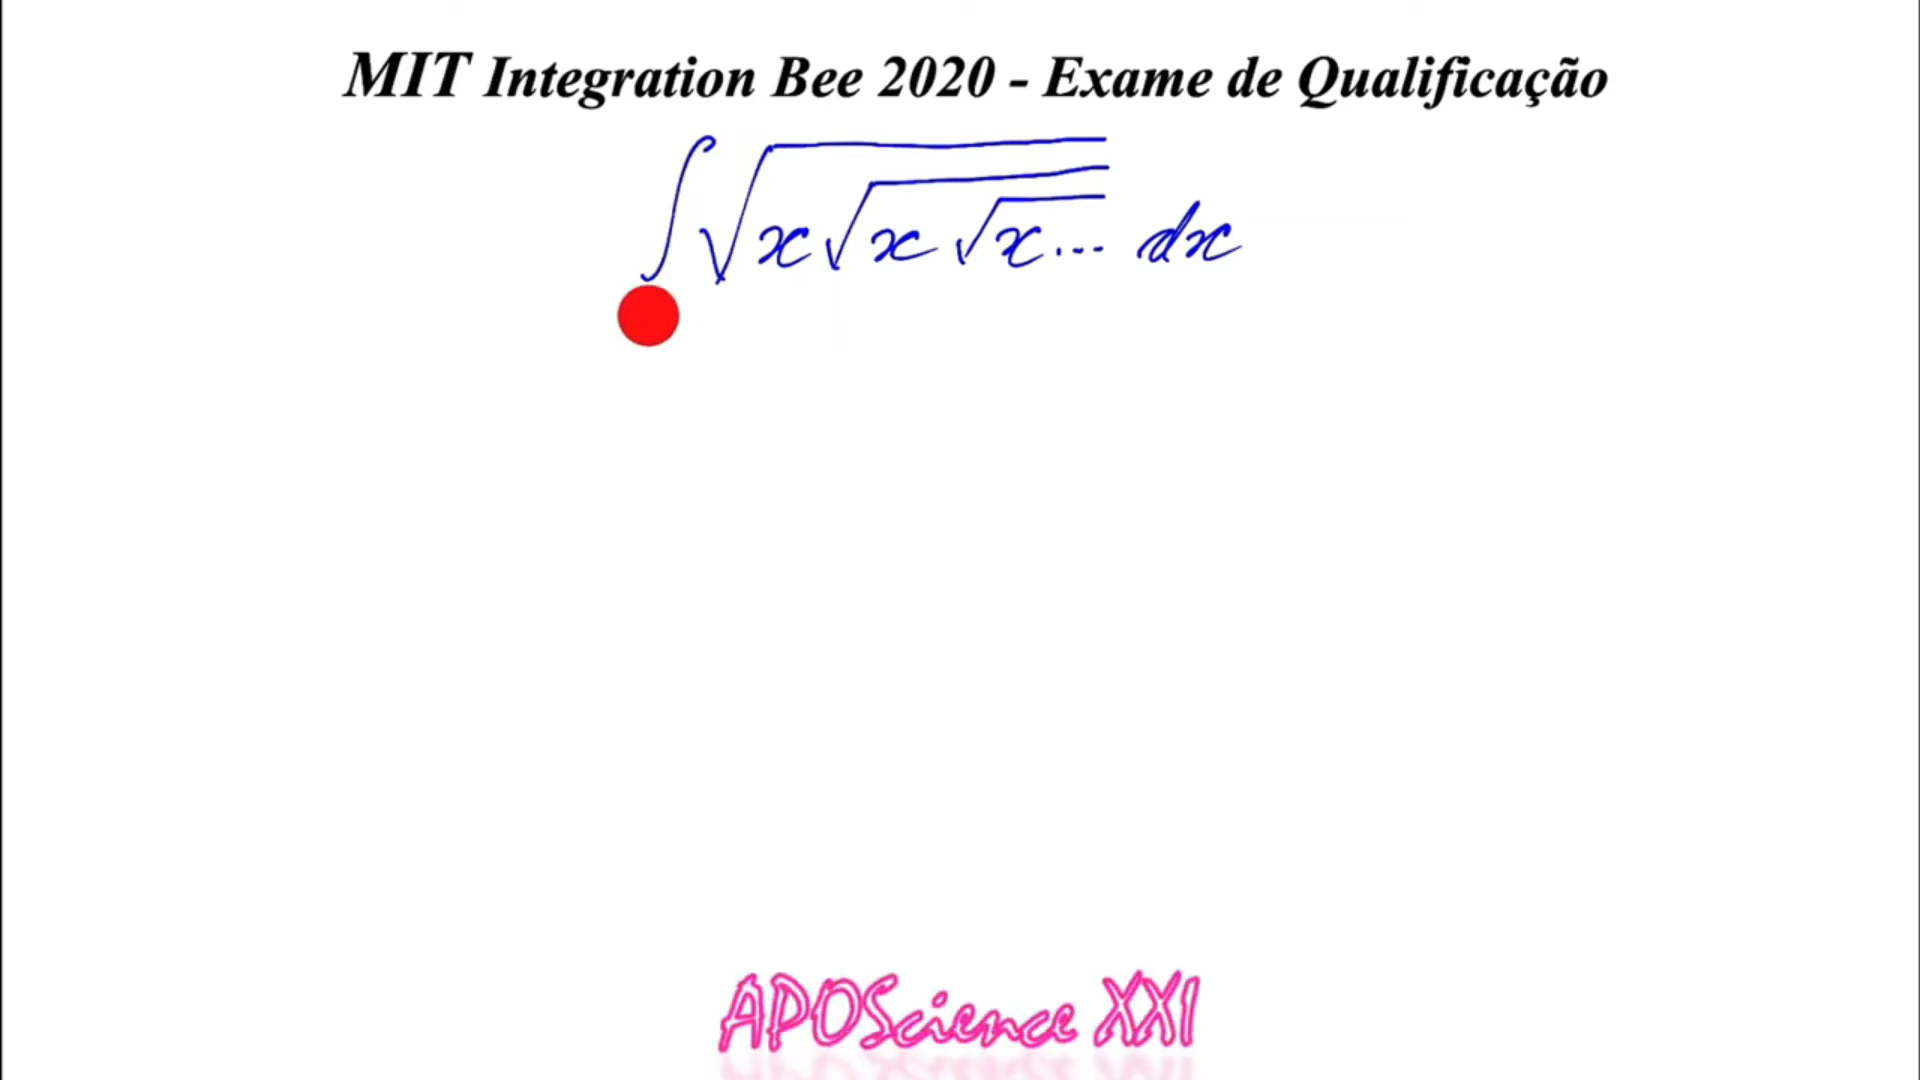 MIT Integration Bee 2020 - Exame de Qualificação
∫√(x√(x√(x...))) dx
APOScience XXI